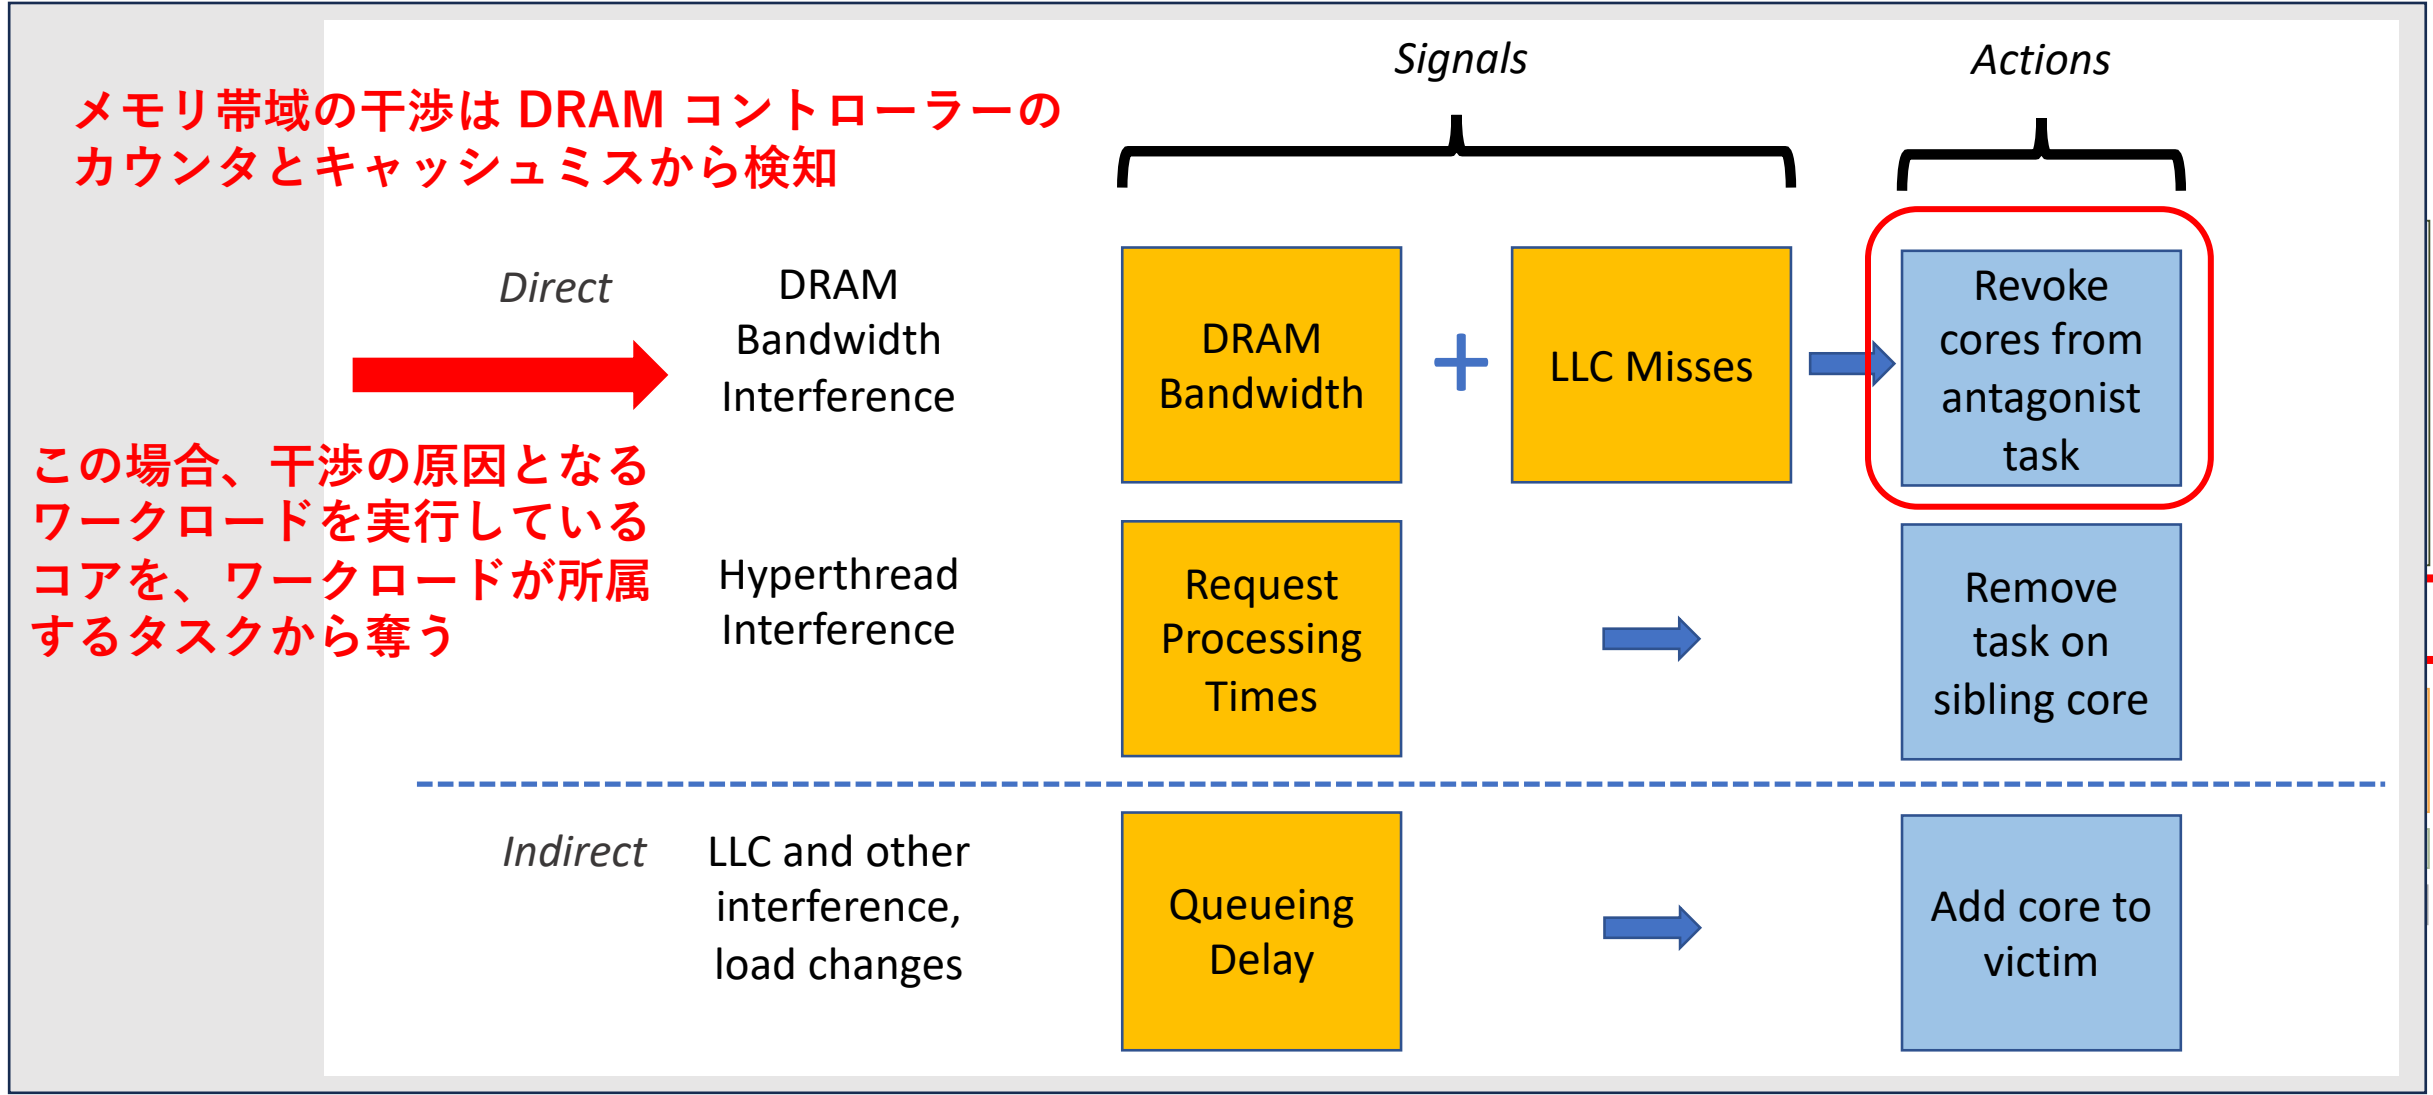 Signals
Actions
メモリ帯域の干渉は DRAM コントローラーの
カウンタとキャッシュミスから検知
Direct
DRAM
Bandwidth
Interference
DRAM
Bandwidth
+
LLC Misses
Revoke
cores from
antagonist
task
この場合、干渉の原因となる
ワークロードを実行している
コアを、ワークロードが所属
するタスクから奪う
Hyperthread
Interference
Request
Processing
Times
Remove
task on
sibling core
Indirect
LLC and other
interference,
load changes
Queueing
Delay
Add core to
victim